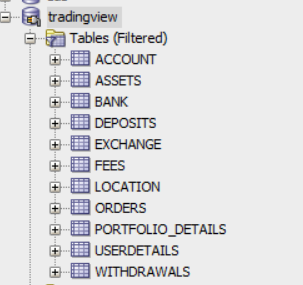 tradingview
Tables (Filtered)
ACCOUNT
ASSETS
BANK
DEPOSITS
EXCHANGE
FEES
LOCATION
ORDERS
PORTFOLIO_DETAILS
USERDETAILS
WITHDRAWALS